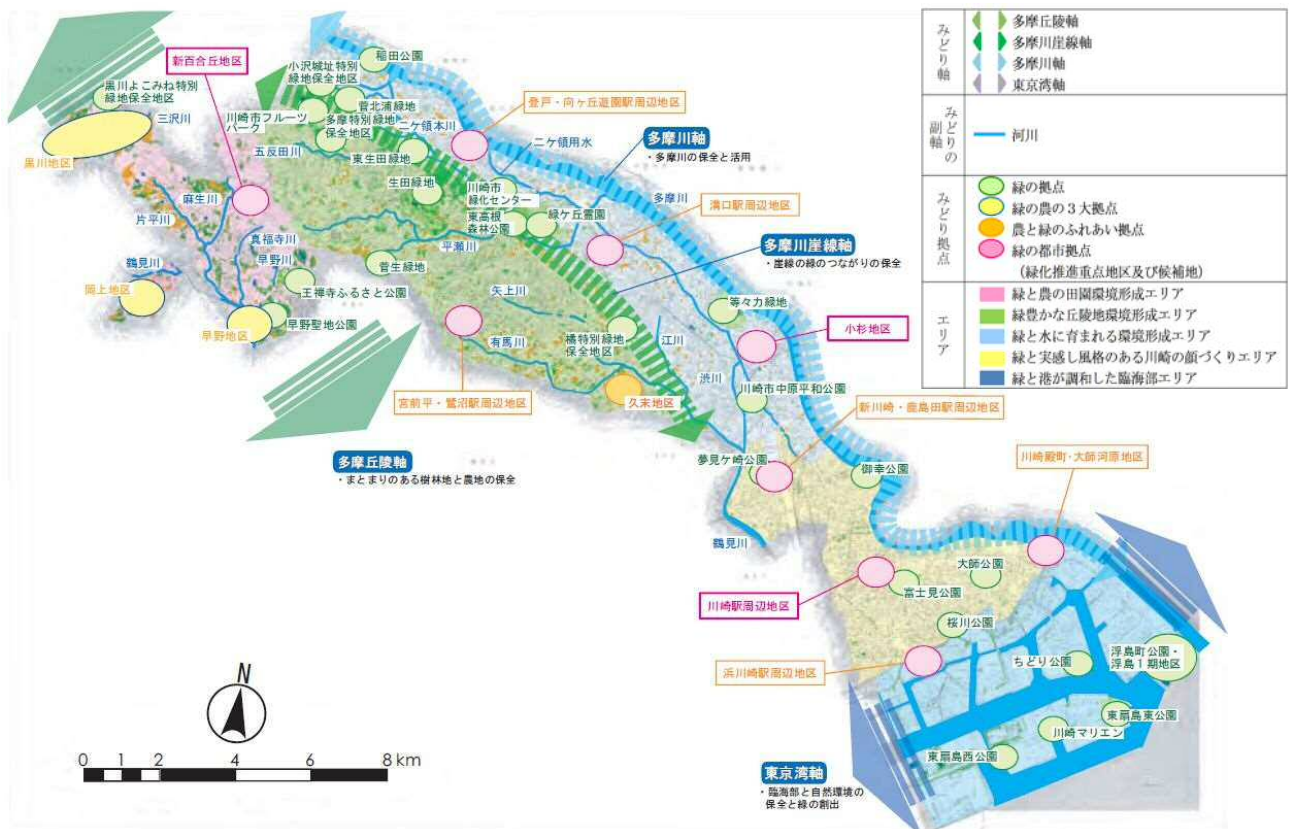 みどり軸
多摩丘陵軸
多摩川崖線軸
多摩川軸
東京湾軸
みどりの
副軸
河川
みどり拠点
緑の拠点
緑の農の3大拠点
農と緑のふれあい拠点
緑の都市拠点
(緑化推進重点地区及び候補地)
エリア
緑と農の田園環境形成エリア
緑豊かな丘陵地環境形成エリア
緑と水に育まれる環境形成エリア
緑と実感し風格のある川崎の顔づくりエリア
緑と港が調和した臨海部エリア
稲田公園
新百合丘地区
小沢城址特別
緑地保全地区
黒川よこみね特別
緑地保全地区
菅北浦緑地
登戸・向ケ丘遊園駅周辺地区
三沢川
川崎市フルーツ
パーク
多摩特別緑地
保全地区
二ケ領本川
二ケ領用水
多摩川軸
・多摩川の保全と活用
黒川地区
五反田川
東生田緑地
生田緑地
川崎市
緑化センター
多摩川
麻生川
東高根
森林公園
緑ケ丘霊園
溝口駅周辺地区
片平川
真福寺川
平瀬川
多摩川崖線軸
・崖線の緑のつながりの保全
鶴見川
早野川
菅生緑地
岡上地区
王禅寺ふるさと公園
矢上川
等々力緑地
早野地区
早野聖地公園
小杉地区
有馬川
橘特別緑地
保全地区
江川
渋川
川崎市中原平和公園
宮前平・鷺沼駅周辺地区
久末地区
新川崎・鹿島田駅周辺地区
多摩丘陵軸
・まとまりのある樹林地と農地の保全
夢見ケ崎公園
御幸公園
川崎殿町・大師河原地区
鶴見川
大師公園
富士見公園
川崎駅周辺地区
桜川公園
浜川崎駅周辺地区
ちどり公園
浮島町公園・
浮島1期地区
東扇島東公園
川崎マリエン
東扇島西公園
東京湾軸
・臨海部と自然環境の
保全と緑の創出
N
0 1 2 4 6 8 km